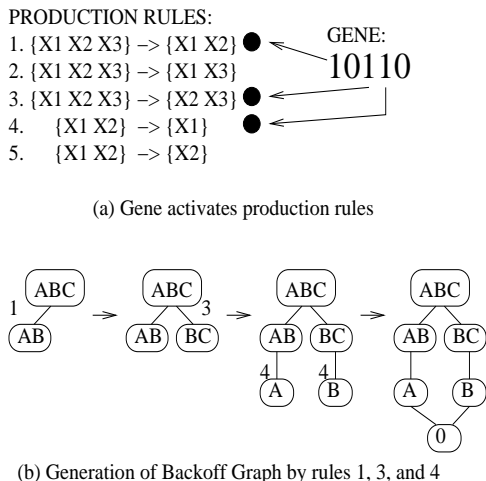 PRODUCTION RULES:
1. {X1 X2 X3} −> {X1 X2}
2. {X1 X2 X3} −> {X1 X3}
3. {X1 X2 X3} −> {X2 X3}
4. {X1 X2} −> {X1}
5. {X1 X2} −> {X2}
GENE:
10110
(a) Gene activates production rules
ABC
1
AB
ABC
3
AB BC
ABC
AB BC
4 4
A B
ABC
AB BC
A B
0
(b) Generation of Backoff Graph by rules 1, 3, and 4